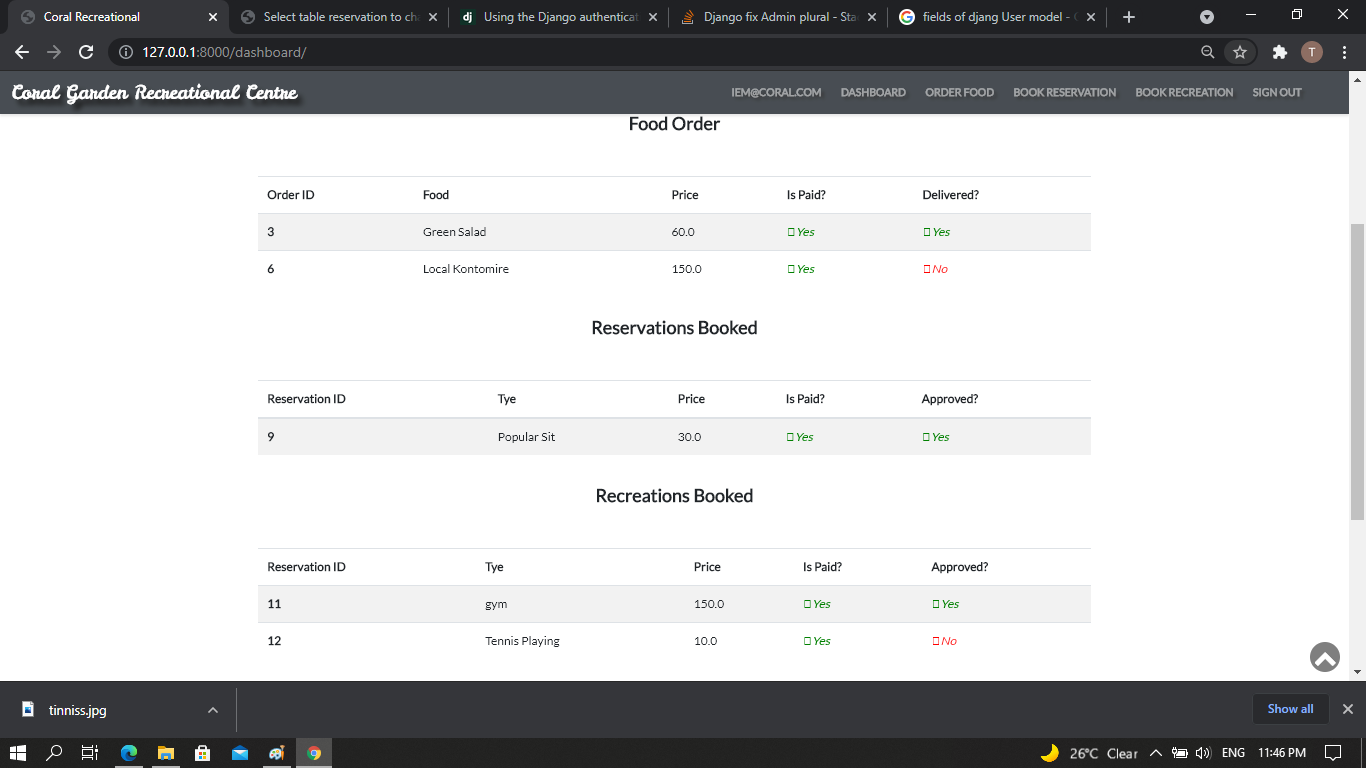 Coral Recreational
Select table reservation to ch
Using the Django authenticat
Django fix Admin plural - Sta
fields of djang User model -
127.0.0.1:8000/dashboard/
T
Coral Garden Recreational Centre
IEM@CORAL.COM DASHBOARD ORDER FOOD BOOK RESERVATION BOOK RECREATION SIGN OUT
Food Order
Order ID Food Price Is Paid? Delivered?
3 Green Salad 60.0 Yes Yes
6 Local Kontomire 150.0 Yes No
Reservations Booked
Reservation ID Tye Price Is Paid? Approved?
9 Popular Sit 30.0 Yes Yes
Recreations Booked
Reservation ID Tye Price Is Paid? Approved?
11 gym 150.0 Yes Yes
12 Tennis Playing 10.0 Yes No
tinniss.jpg
Show all
26°C Clear ENG 11:46 PM